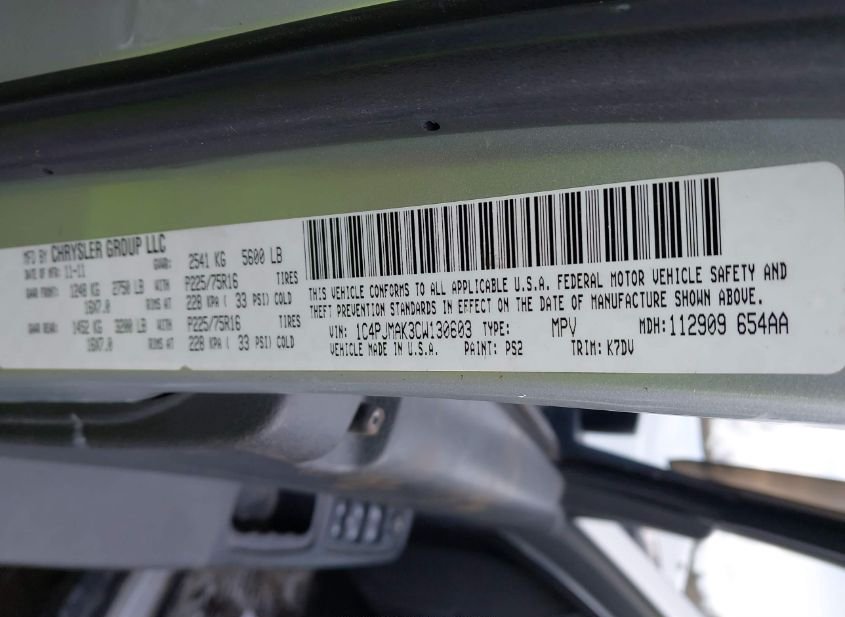 MFD BY CHRYSLER GROUP LLC GVWR: 2541 KG 5600 LB
DATE OF MFR: 11-11
GAWR FRONT: 1248 KG 2750 LB WITH P225/75R16 TIRES
16X7.0 RIMS AT 228 KPA ( 33 PSI) COLD
GAWR REAR: 1452 KG 3200 LB WITH P225/75R16 TIRES
16X7.0 RIMS AT 228 KPA ( 33 PSI) COLD
THIS VEHICLE CONFORMS TO ALL APPLICABLE U.S.A. FEDERAL MOTOR VEHICLE SAFETY AND
THEFT PREVENTION STANDARDS IN EFFECT ON THE DATE OF MANUFACTURE SHOWN ABOVE.
VIN: 1C4PJMAK3CW130603 TYPE: MPV MDH: 112909 654AA
VEHICLE MADE IN U.S.A. PAINT: PS2 TRIM: K7DV